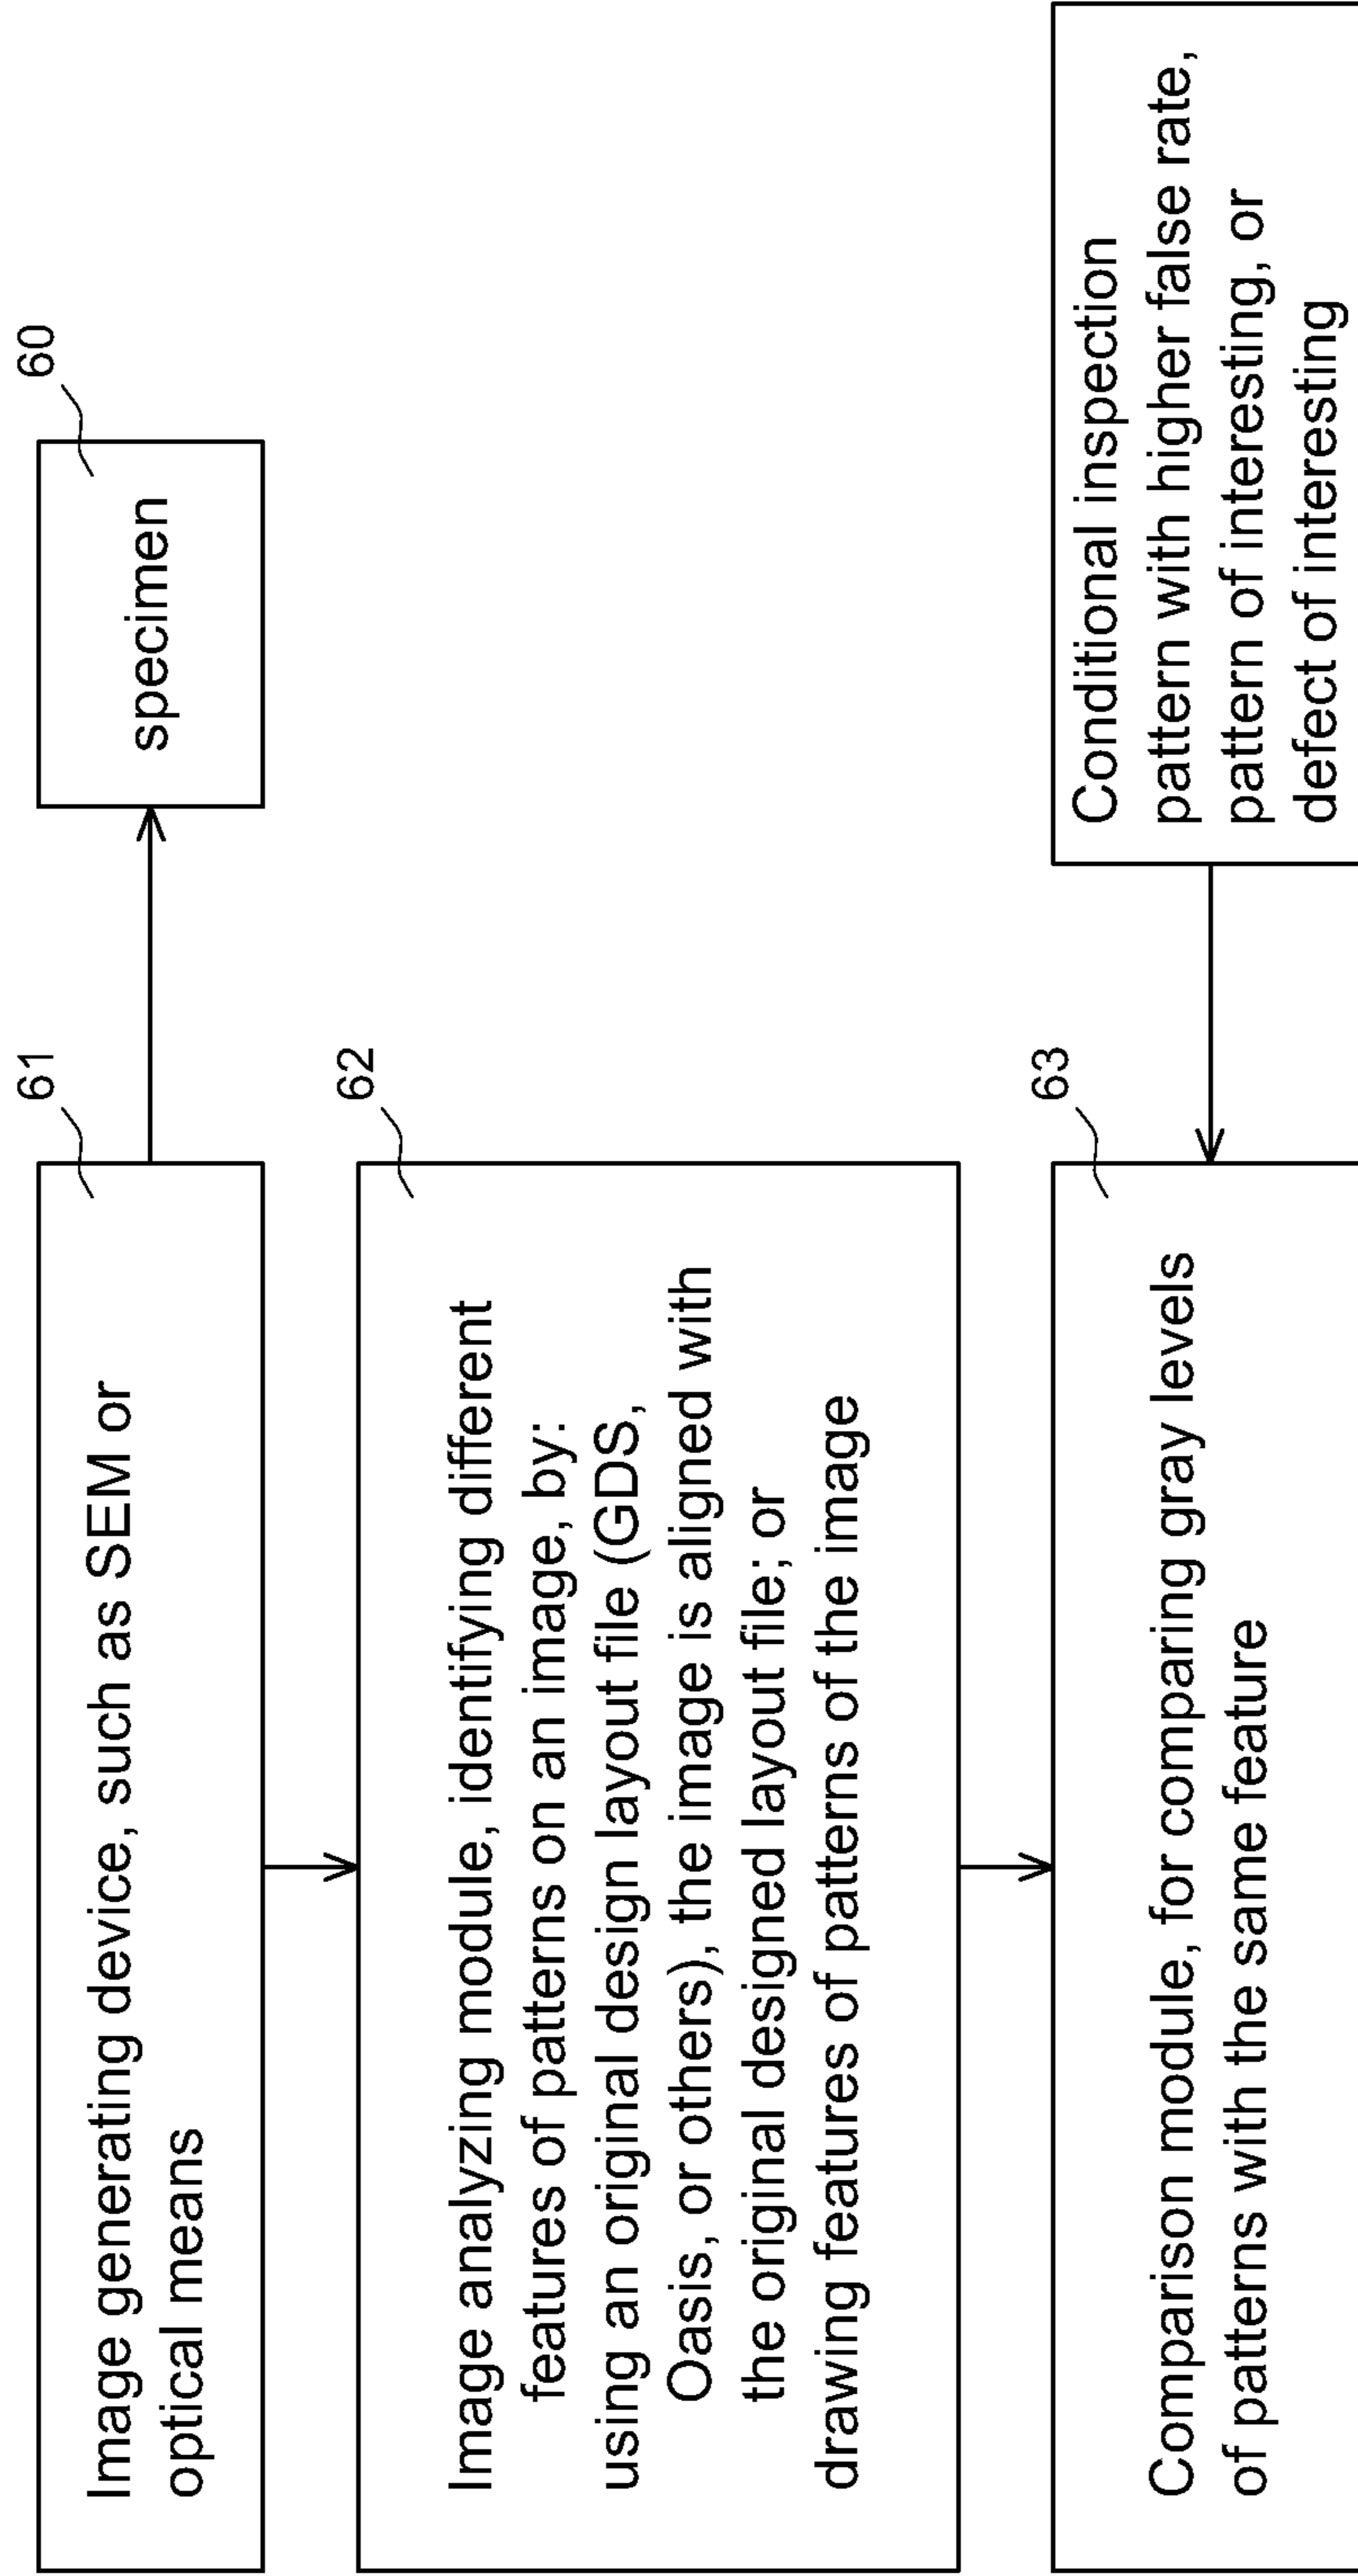 61
Image generating device, such as SEM or
optical means
60
specimen
62
Image analyzing module, identifying different
features of patterns on an image, by:
using an original design layout file (GDS,
Oasis, or others), the image is aligned with
the original designed layout file; or
drawing features of patterns of the image
63
Comparison module, for comparing gray levels
of patterns with the same feature
Conditional inspection
pattern with higher false rate,
pattern of interesting, or
defect of interesting